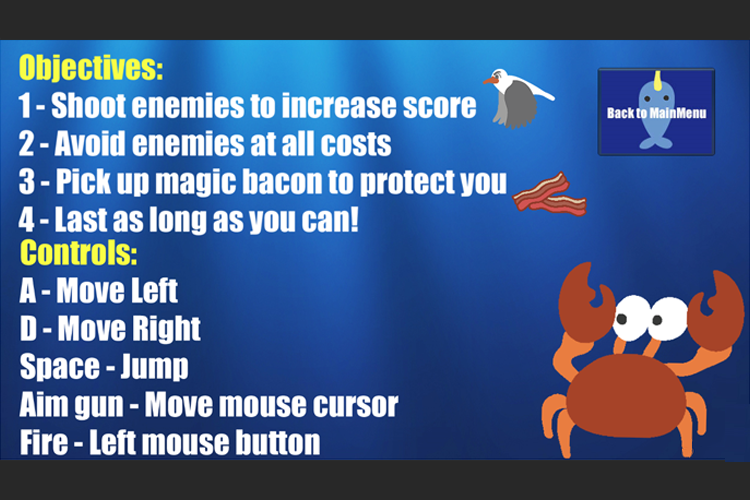 Objectives:
1 - Shoot enemies to increase score
2 - Avoid enemies at all costs
3 - Pick up magic bacon to protect you
4 - Last as long as you can!
Controls:
A - Move Left
D - Move Right
Space - Jump
Aim gun - Move mouse cursor
Fire - Left mouse button
Back to MainMenu